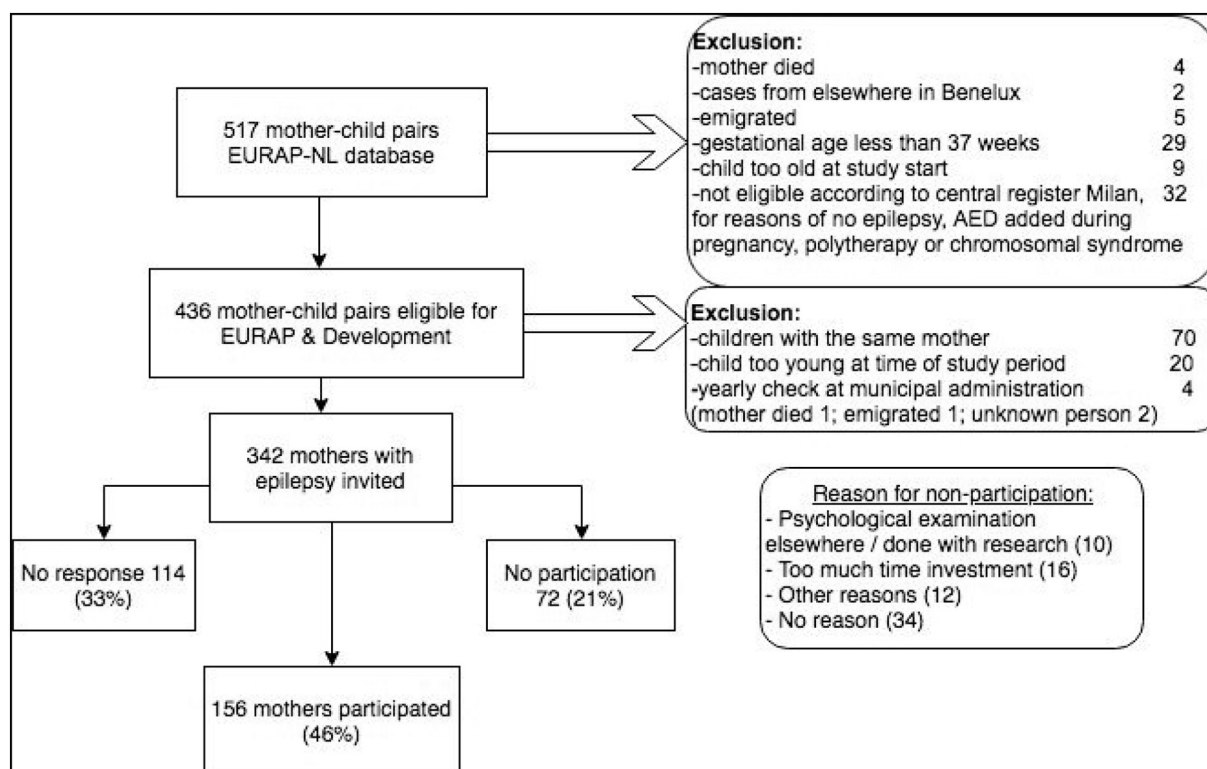 517 mother-child pairs
EURAP-NL database
Exclusion:
-mother died 4
-cases from elsewhere in Benelux 2
-emigrated 5
-gestational age less than 37 weeks 29
-child too old at study start 9
-not eligible according to central register Milan, 32
for reasons of no epilepsy, AED added during
pregnancy, polytherapy or chromosomal syndrome
436 mother-child pairs eligible for
EURAP & Development
Exclusion:
-children with the same mother 70
-child too young at time of study period 20
-yearly check at municipal administration 4
(mother died 1; emigrated 1; unknown person 2)
342 mothers with
epilepsy invited
No response 114
(33%)
No participation
72 (21%)
156 mothers participated
(46%)
Reason for non-participation:
- Psychological examination
elsewhere / done with research (10)
- Too much time investment (16)
- Other reasons (12)
- No reason (34)